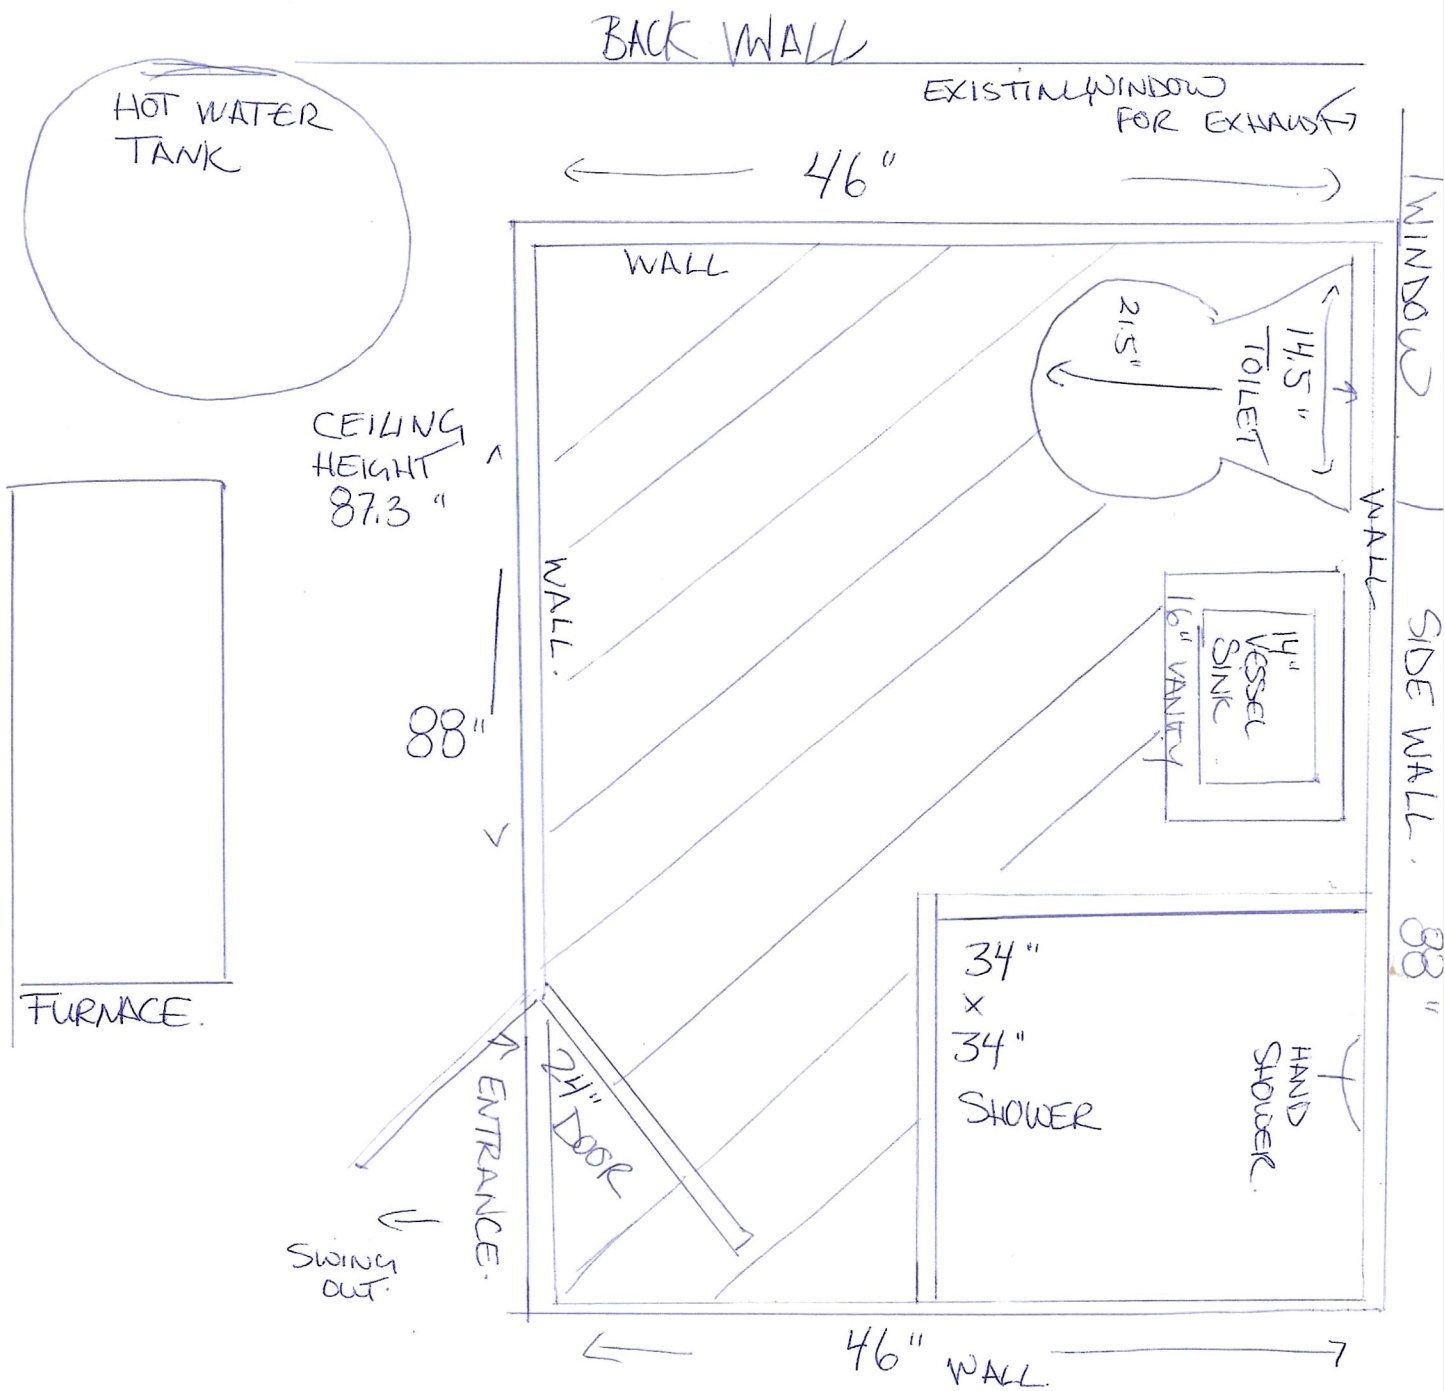 BACK WALL
EXISTING WINDOW
FOR EXHAUST
HOT WATER
TANK
46"
WINDOW
WALL
21.5"
14.5"
TOILET
CEILING
HEIGHT
87.3"
WALL
WALL.
88"
14"
VESSEL
SINK
16" VANITY
SIDE WALL. 88"
FURNACE.
34"
x
34"
SHOWER
HAND
SHOWER.
24"
DOOR
ENTRANCE.
SWING
OUT.
46" WALL.